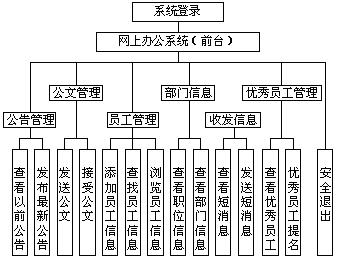 系统登录
网上办公系统（前台）
公文管理
部门信息
优秀员工管理
公告管理
员工管理
收发信息
查看以前公告
发布最新公告
发送公文
接受公文
添加员工信息
查找员工信息
浏览员工信息
查看职位信息
查看部门信息
查看短消息
发送短消息
查看优秀员工
优秀员工提名
安全退出